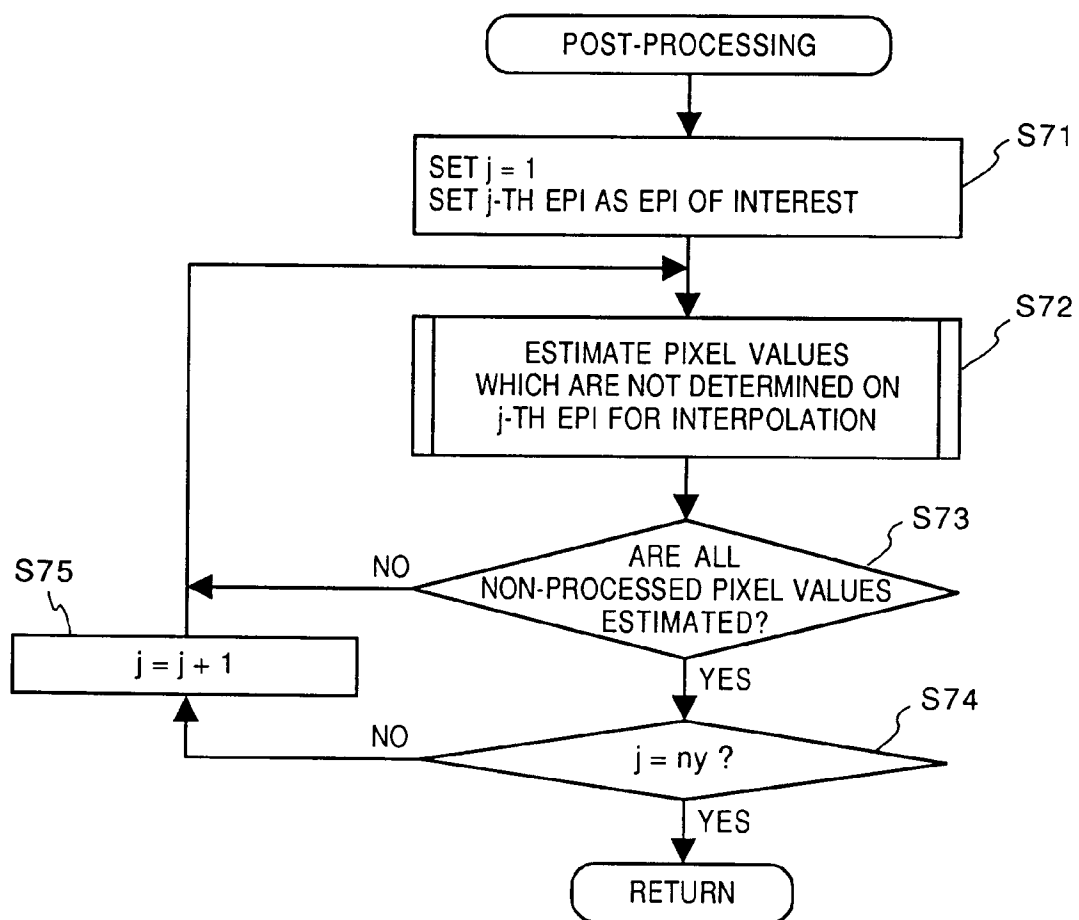 POST-PROCESSING
S71
SET j = 1
SET j-TH EPI AS EPI OF INTEREST
S72
ESTIMATE PIXEL VALUES
WHICH ARE NOT DETERMINED ON
j-TH EPI FOR INTERPOLATION
S73
ARE ALL
NON-PROCESSED PIXEL VALUES
ESTIMATED?
NO
YES
S75
j = j + 1
S74
j = ny ?
NO
YES
RETURN